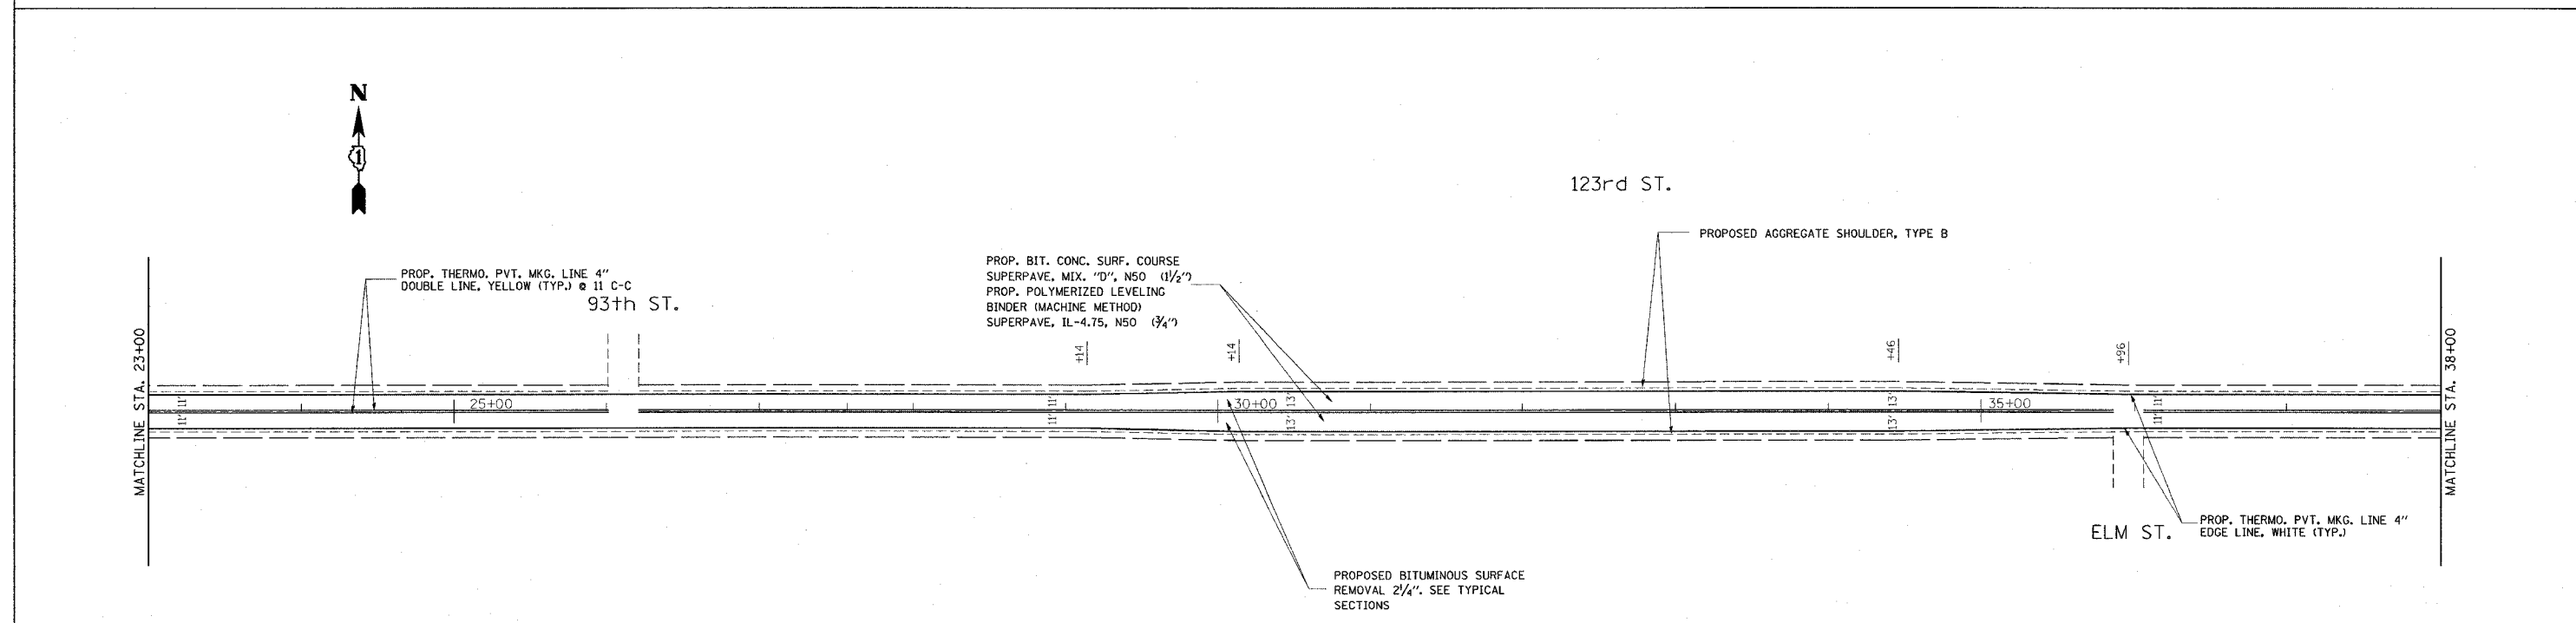 N
1
123rd ST.
PROPOSED AGGREGATE SHOULDER, TYPE B
PROP. THERMO. PVT. MKG. LINE 4"
DOUBLE LINE, YELLOW (TYP.) @ 11 C-C
93th ST.
PROP. BIT. CONC. SURF. COURSE
SUPERPAVE, MIX. "D", N50 (1½")
PROP. POLYMERIZED LEVELING
BINDER (MACHINE METHOD)
SUPERPAVE, IL-4.75, N50 (¾")
MATCHLINE STA. 23+00
+14
+14
+46
+96
MATCHLINE STA. 38+00
11' 11'
25+00
11' 11'
30+00
13' 13'
13' 13'
35+00
11' 11'
PROP. THERMO. PVT. MKG. LINE 4"
EDGE LINE, WHITE (TYP.)
ELM ST.
PROPOSED BITUMINOUS SURFACE
REMOVAL 2¼". SEE TYPICAL
SECTIONS